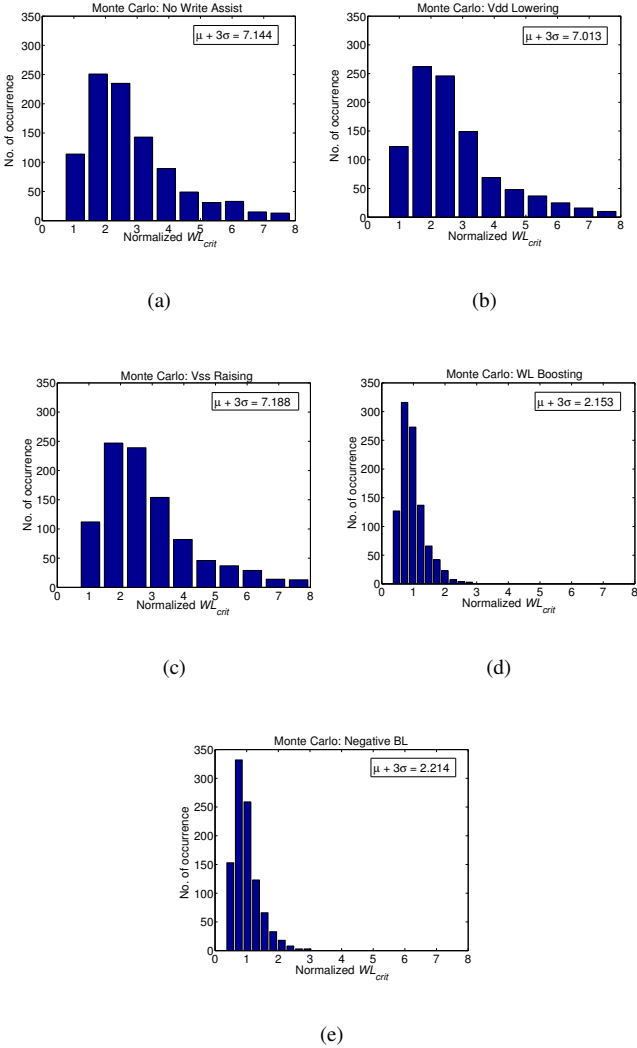 Monte Carlo: No Write Assist
μ + 3σ = 7.144
350
300
250
200
150
100
50
0
No. of occurrence
0 1 2 3 4 5 6 7 8
Normalized WL_crit
(a)
Monte Carlo: Vdd Lowering
μ + 3σ = 7.013
350
300
250
200
150
100
50
0
No. of occurrence
0 1 2 3 4 5 6 7 8
Normalized WL_crit
(b)
Monte Carlo: Vss Raising
μ + 3σ = 7.188
350
300
250
200
150
100
50
0
No. of occurrence
0 1 2 3 4 5 6 7 8
Normalized WL_crit
(c)
Monte Carlo: WL Boosting
μ + 3σ = 2.153
350
300
250
200
150
100
50
0
No. of occurrence
0 1 2 3 4 5 6 7 8
Normalized WL_crit
(d)
Monte Carlo: Negative BL
μ + 3σ = 2.214
350
300
250
200
150
100
50
0
No. of occurrence
0 1 2 3 4 5 6 7 8
Normalized WL_crit
(e)